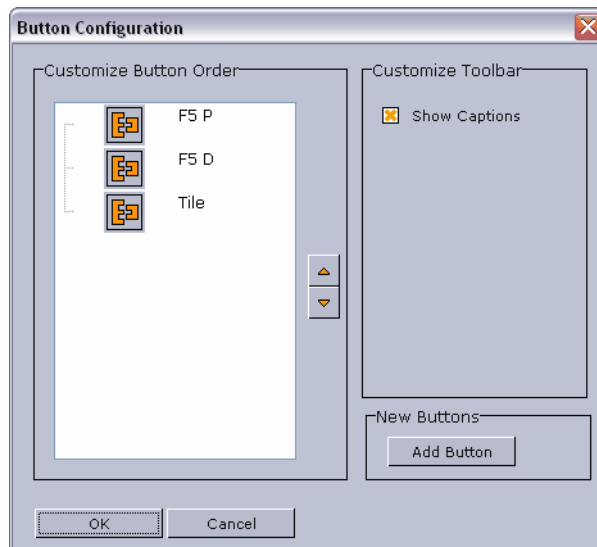 Button Configuration
Customize Button Order
F5 P
F5 D
Tile
Customize Toolbar
Show Captions
New Buttons
Add Button
OK
Cancel